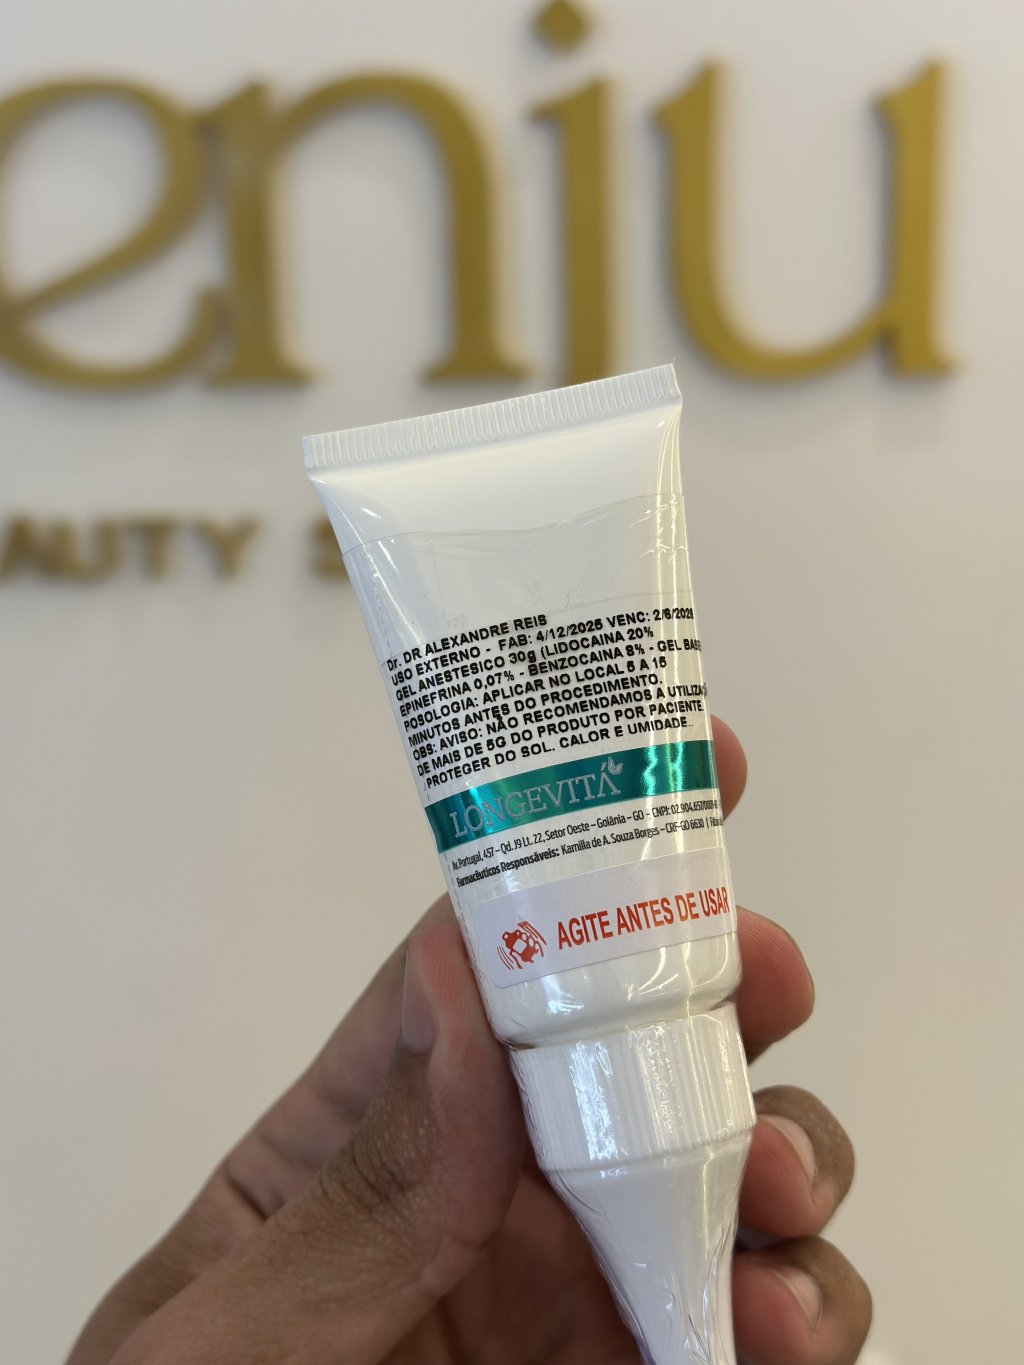 enju
AUTY S
Dr. DR ALEXANDRE REIS
USO EXTERNO - FAB: 4/12/2025 VENC: 2/6/2026
GEL ANESTESICO 30g (LIDOCAINA 20%
EPINEFRINA 0,07% - BENZOCAINA 8% - GEL BASE
POSOLOGIA: APLICAR NO LOCAL 5 A 15
MINUTOS ANTES DO PROCEDIMENTO.
OBS: AVISO: NÃO RECOMENDAMOS A UTILIZAÇÃ
DE MAIS DE 5G DO PRODUTO POR PACIENTE
. PROTEGER DO SOL. CALOR E UMIDADE..
LONGEVITÁ
Av. Portugal, 457 – Qd. J9 Lt. 22, Setor Oeste – Goiânia – GO - CNPJ:
Farmacêuticos Responsáveis: Kamilla de A. Souza Borges – CRF-GO 6630 |
AGITE ANTES DE USAR